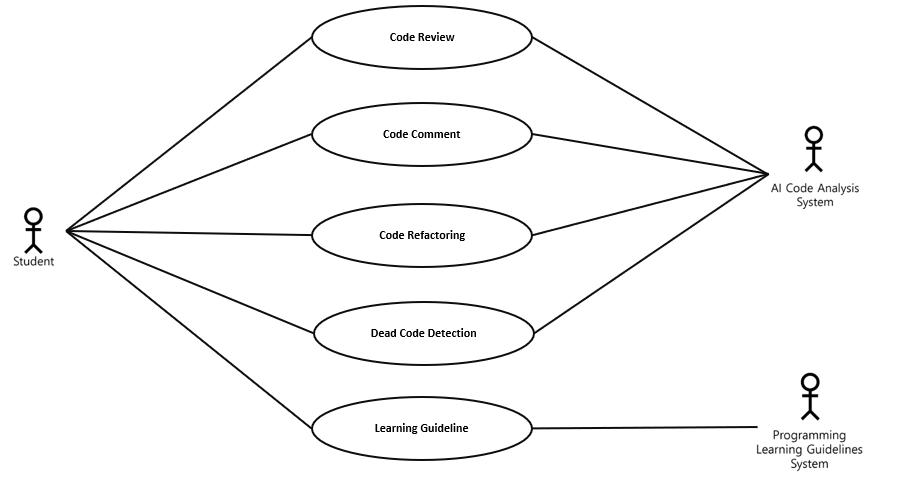 Code Review
Code Comment
AI Code Analysis
System
Code Refactoring
Student
Dead Code Detection
Learning Guideline
Programming
Learning Guidelines
System